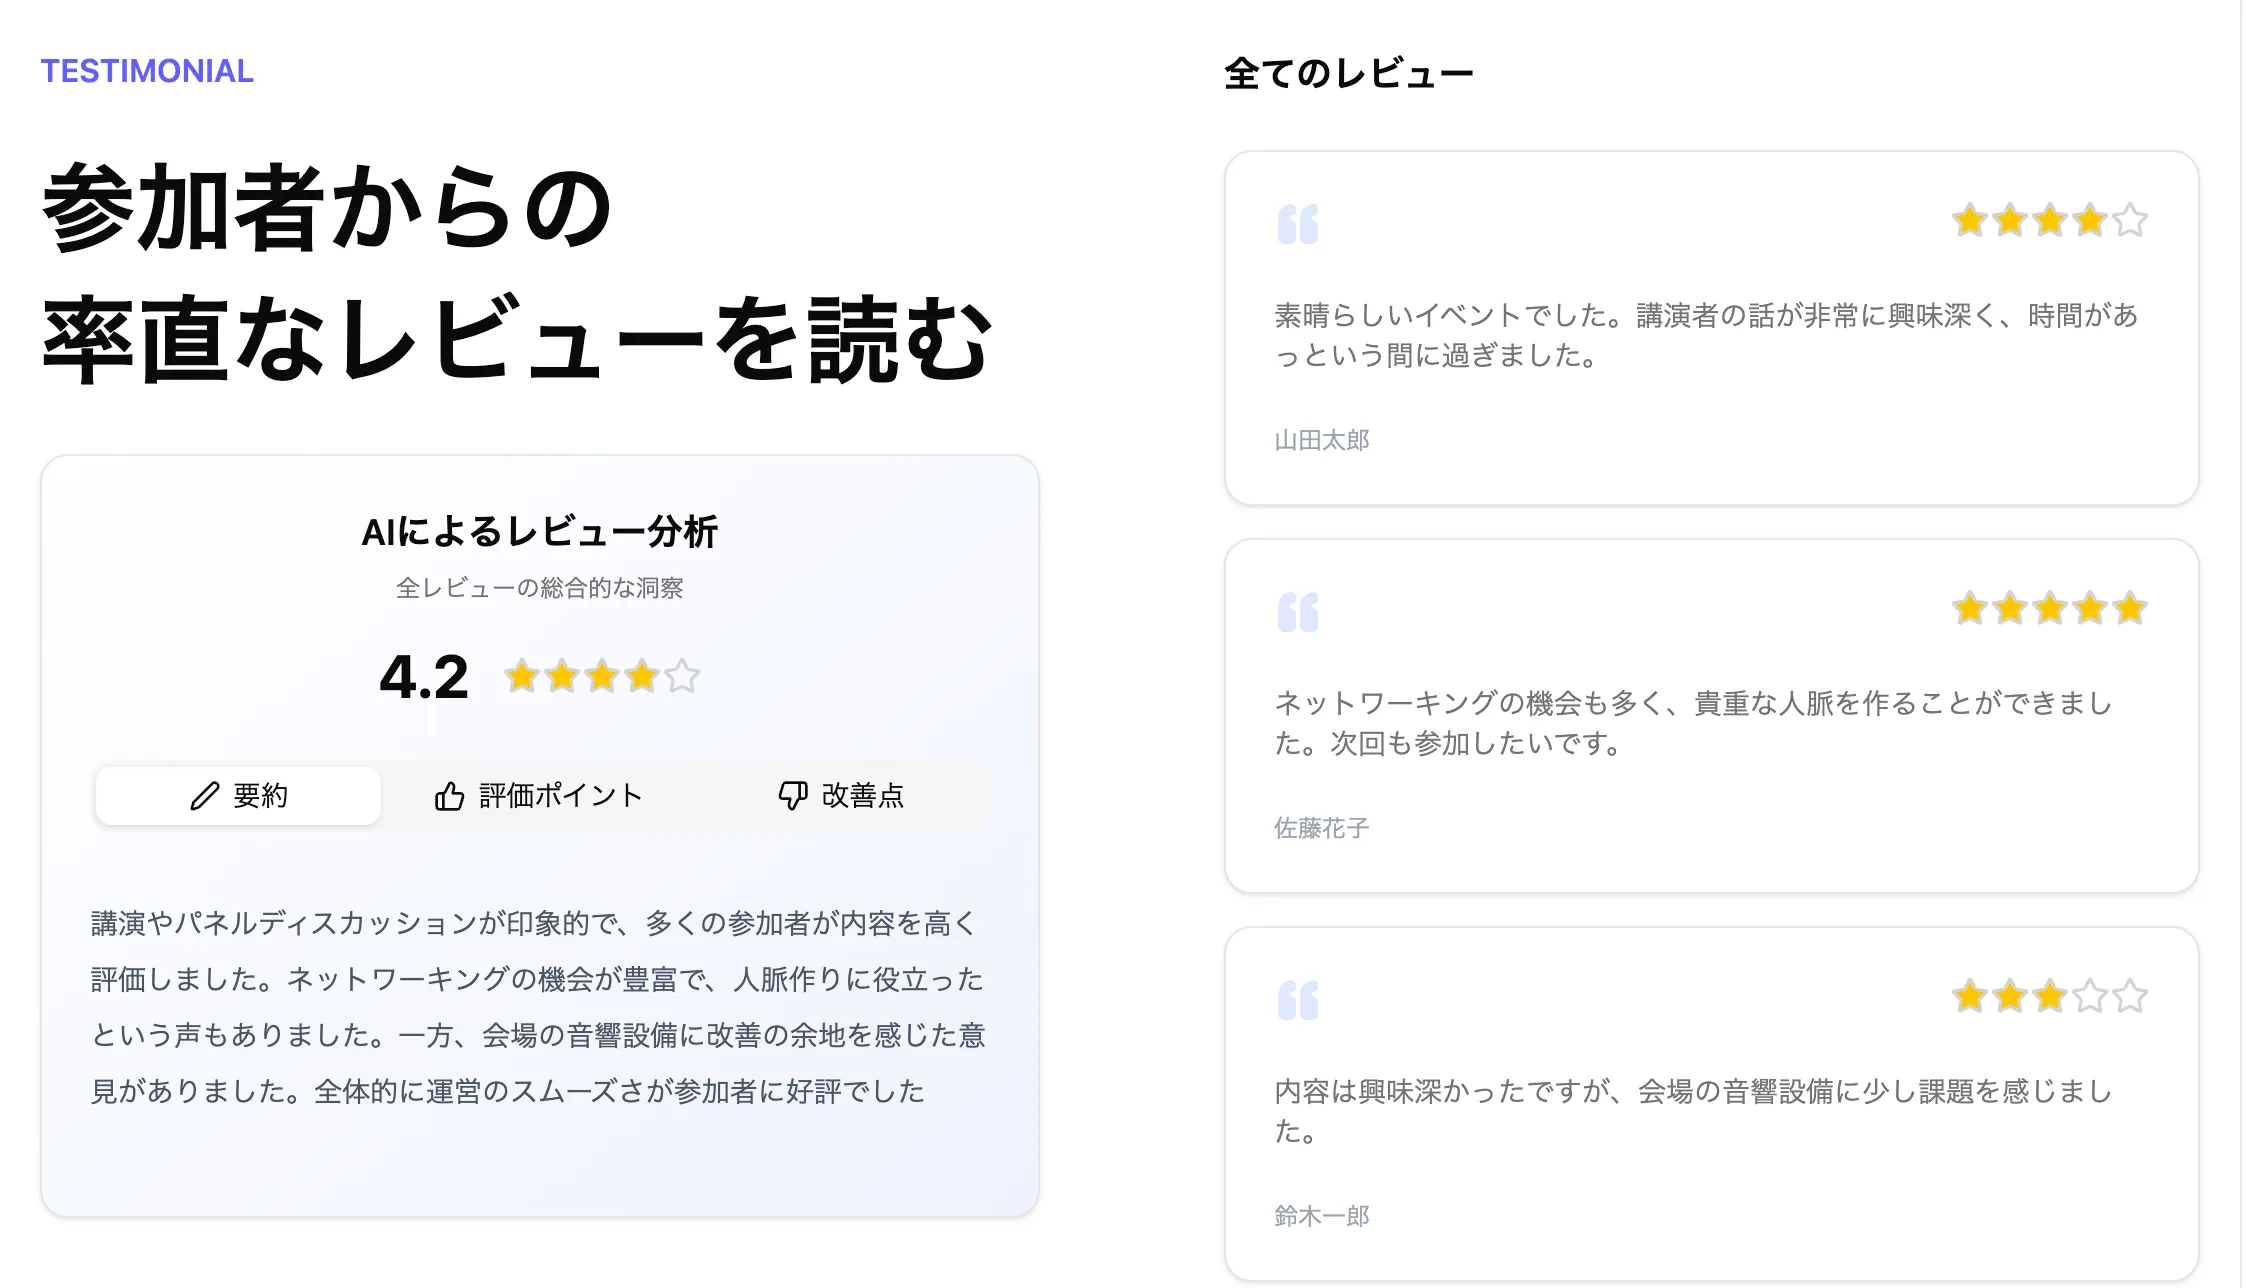 TESTIMONIAL
参加者からの
率直なレビューを読む
AIによるレビュー分析
全レビューの総合的な洞察
4.2
要約
評価ポイント
改善点
講演やパネルディスカッションが印象的で、多くの参加者が内容を高く
評価しました。ネットワーキングの機会が豊富で、人脈作りに役立った
という声もありました。一方、会場の音響設備に改善の余地を感じた意
見がありました。全体的に運営のスムーズさが参加者に好評でした
全てのレビュー
素晴らしいイベントでした。講演者の話が非常に興味深く、時間があ
っという間に過ぎました。
山田太郎
ネットワーキングの機会も多く、貴重な人脈を作ることができまし
た。次回も参加したいです。
佐藤花子
内容は興味深かったですが、会場の音響設備に少し課題を感じまし
た。
鈴木一郎